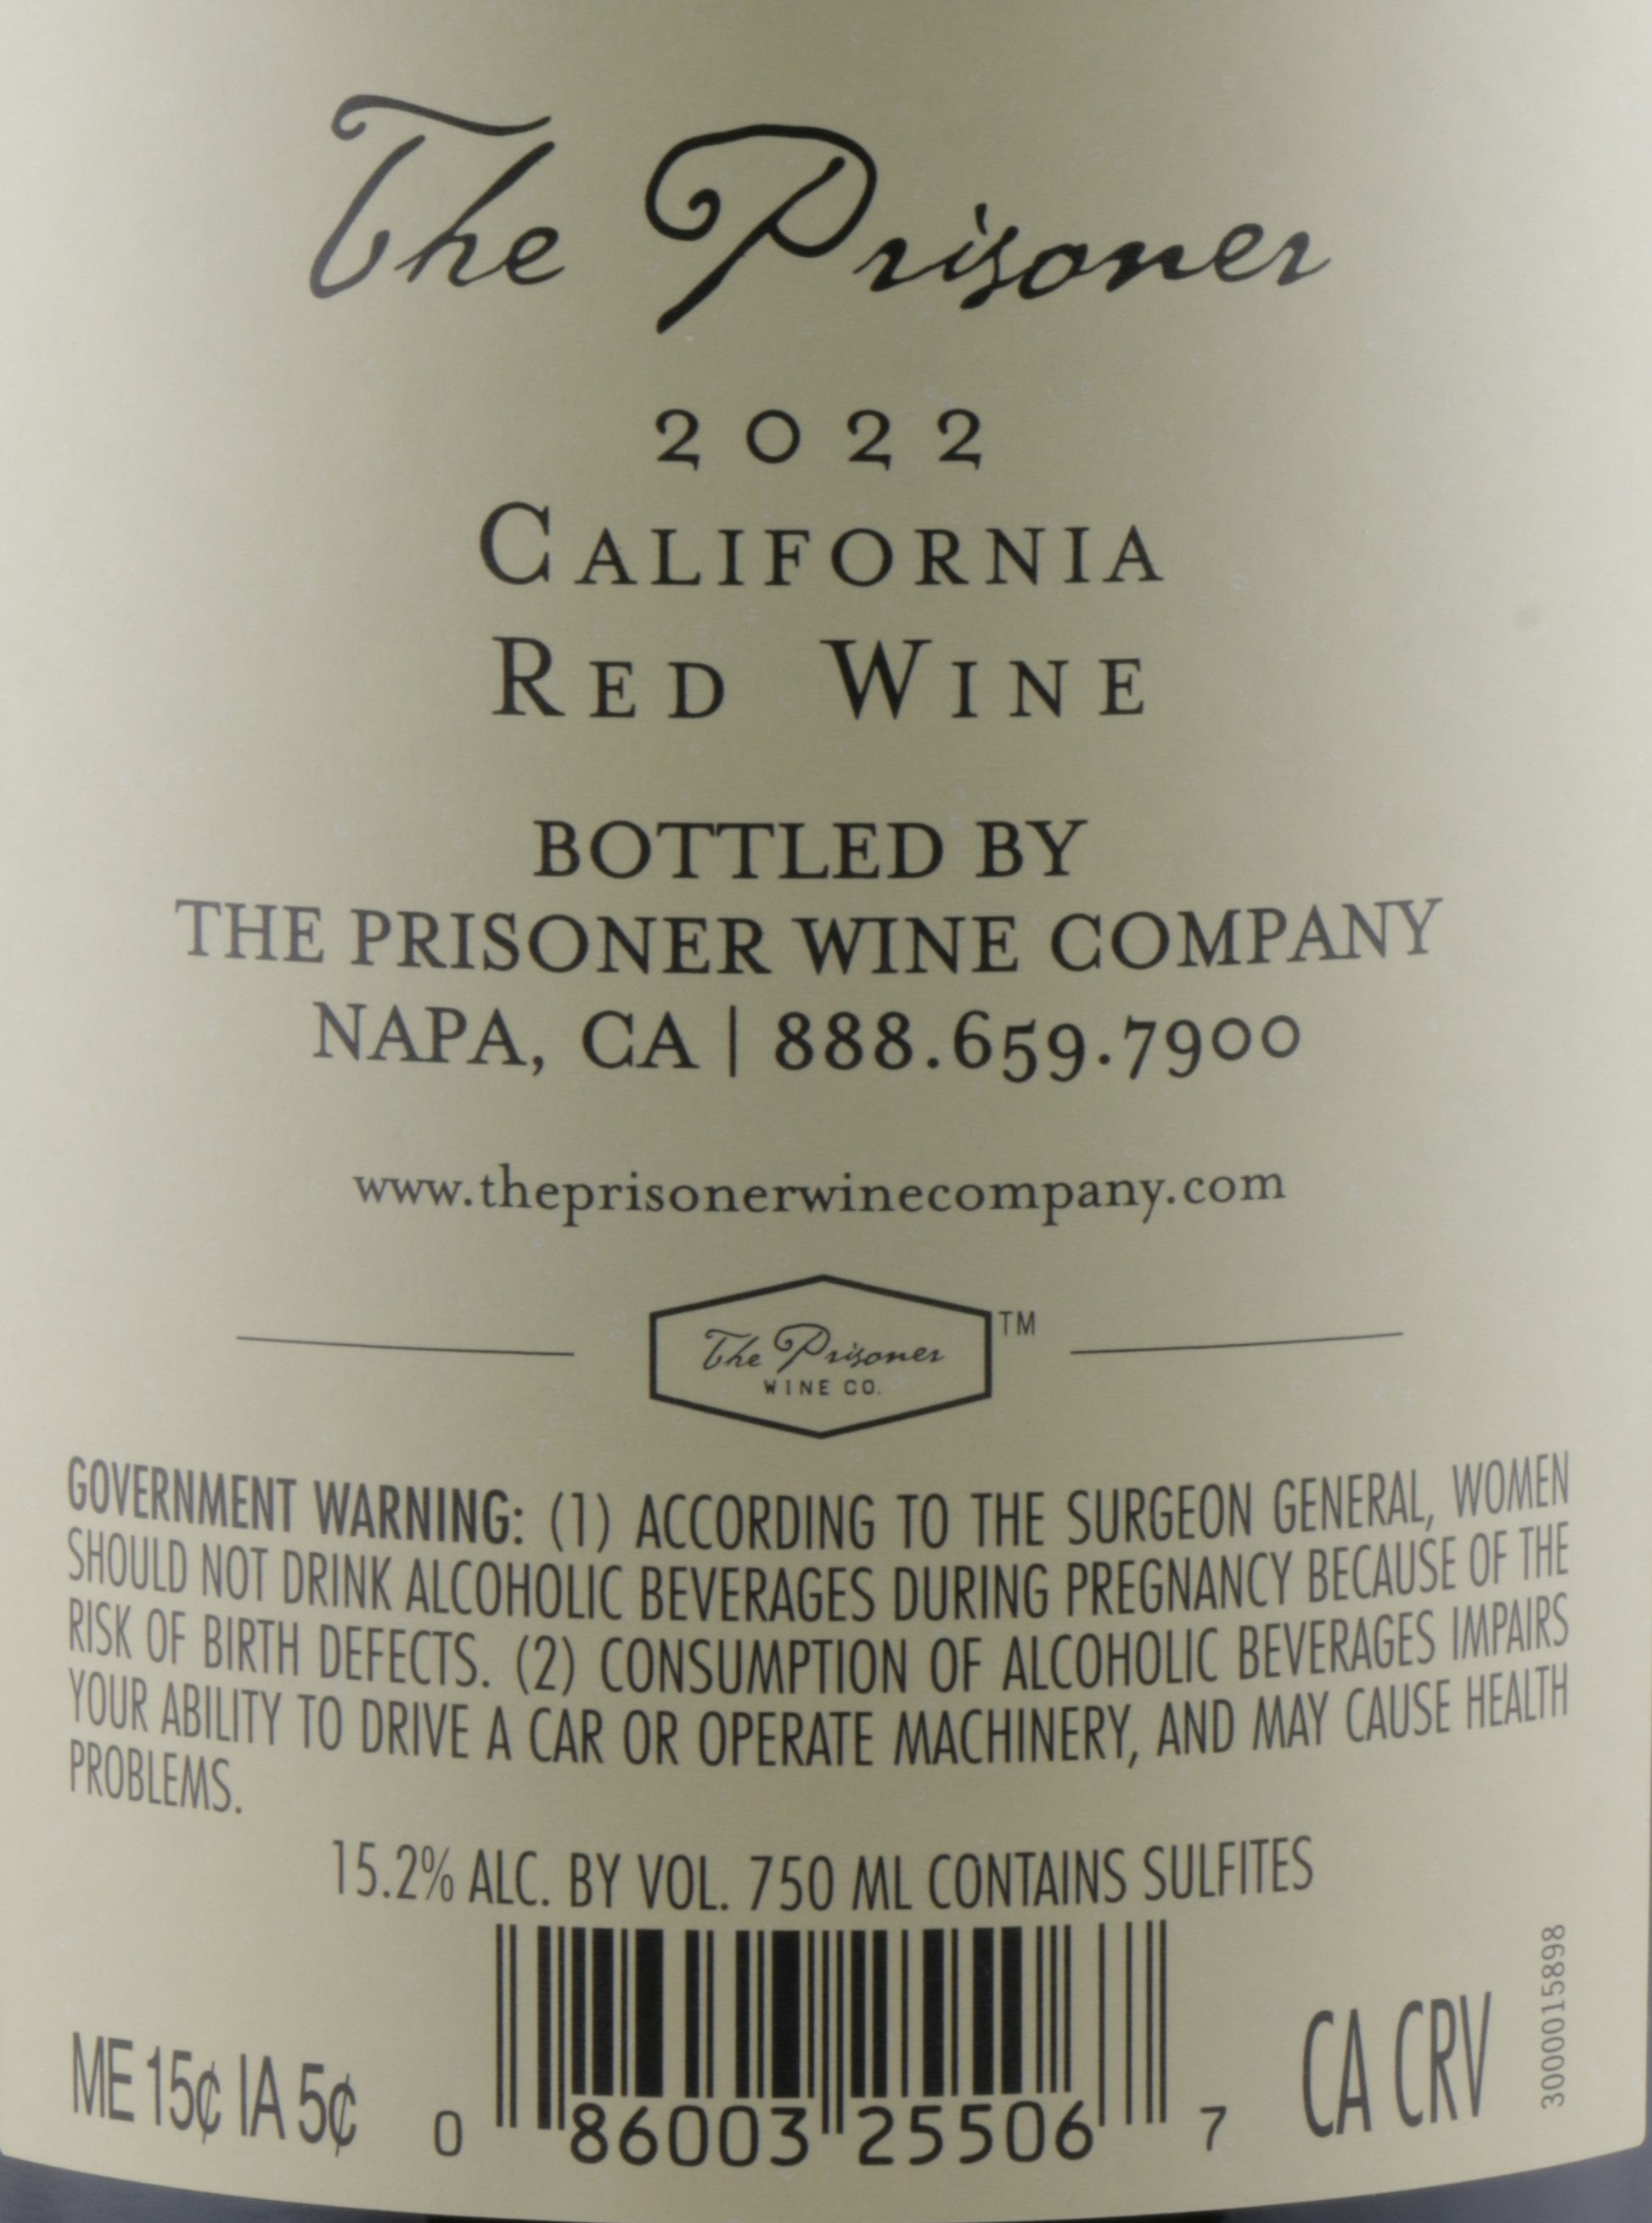 The Prisoner
2022
CALIFORNIA
RED WINE
BOTTLED BY
THE PRISONER WINE COMPANY
NAPA, CA | 888.659.7900
www.theprisonerwinecompany.com
The Prisoner TM
WINE CO.
GOVERNMENT WARNING: (1) ACCORDING TO THE SURGEON GENERAL, WOMEN
SHOULD NOT DRINK ALCOHOLIC BEVERAGES DURING PREGNANCY BECAUSE OF THE
RISK OF BIRTH DEFECTS. (2) CONSUMPTION OF ALCOHOLIC BEVERAGES IMPAIRS
YOUR ABILITY TO DRIVE A CAR OR OPERATE MACHINERY, AND MAY CAUSE HEALTH
PROBLEMS.
15.2% ALC. BY VOL. 750 ML CONTAINS SULFITES
ME 15¢ IA 5¢
0 86003 25506 7
CA CRV
3000015898